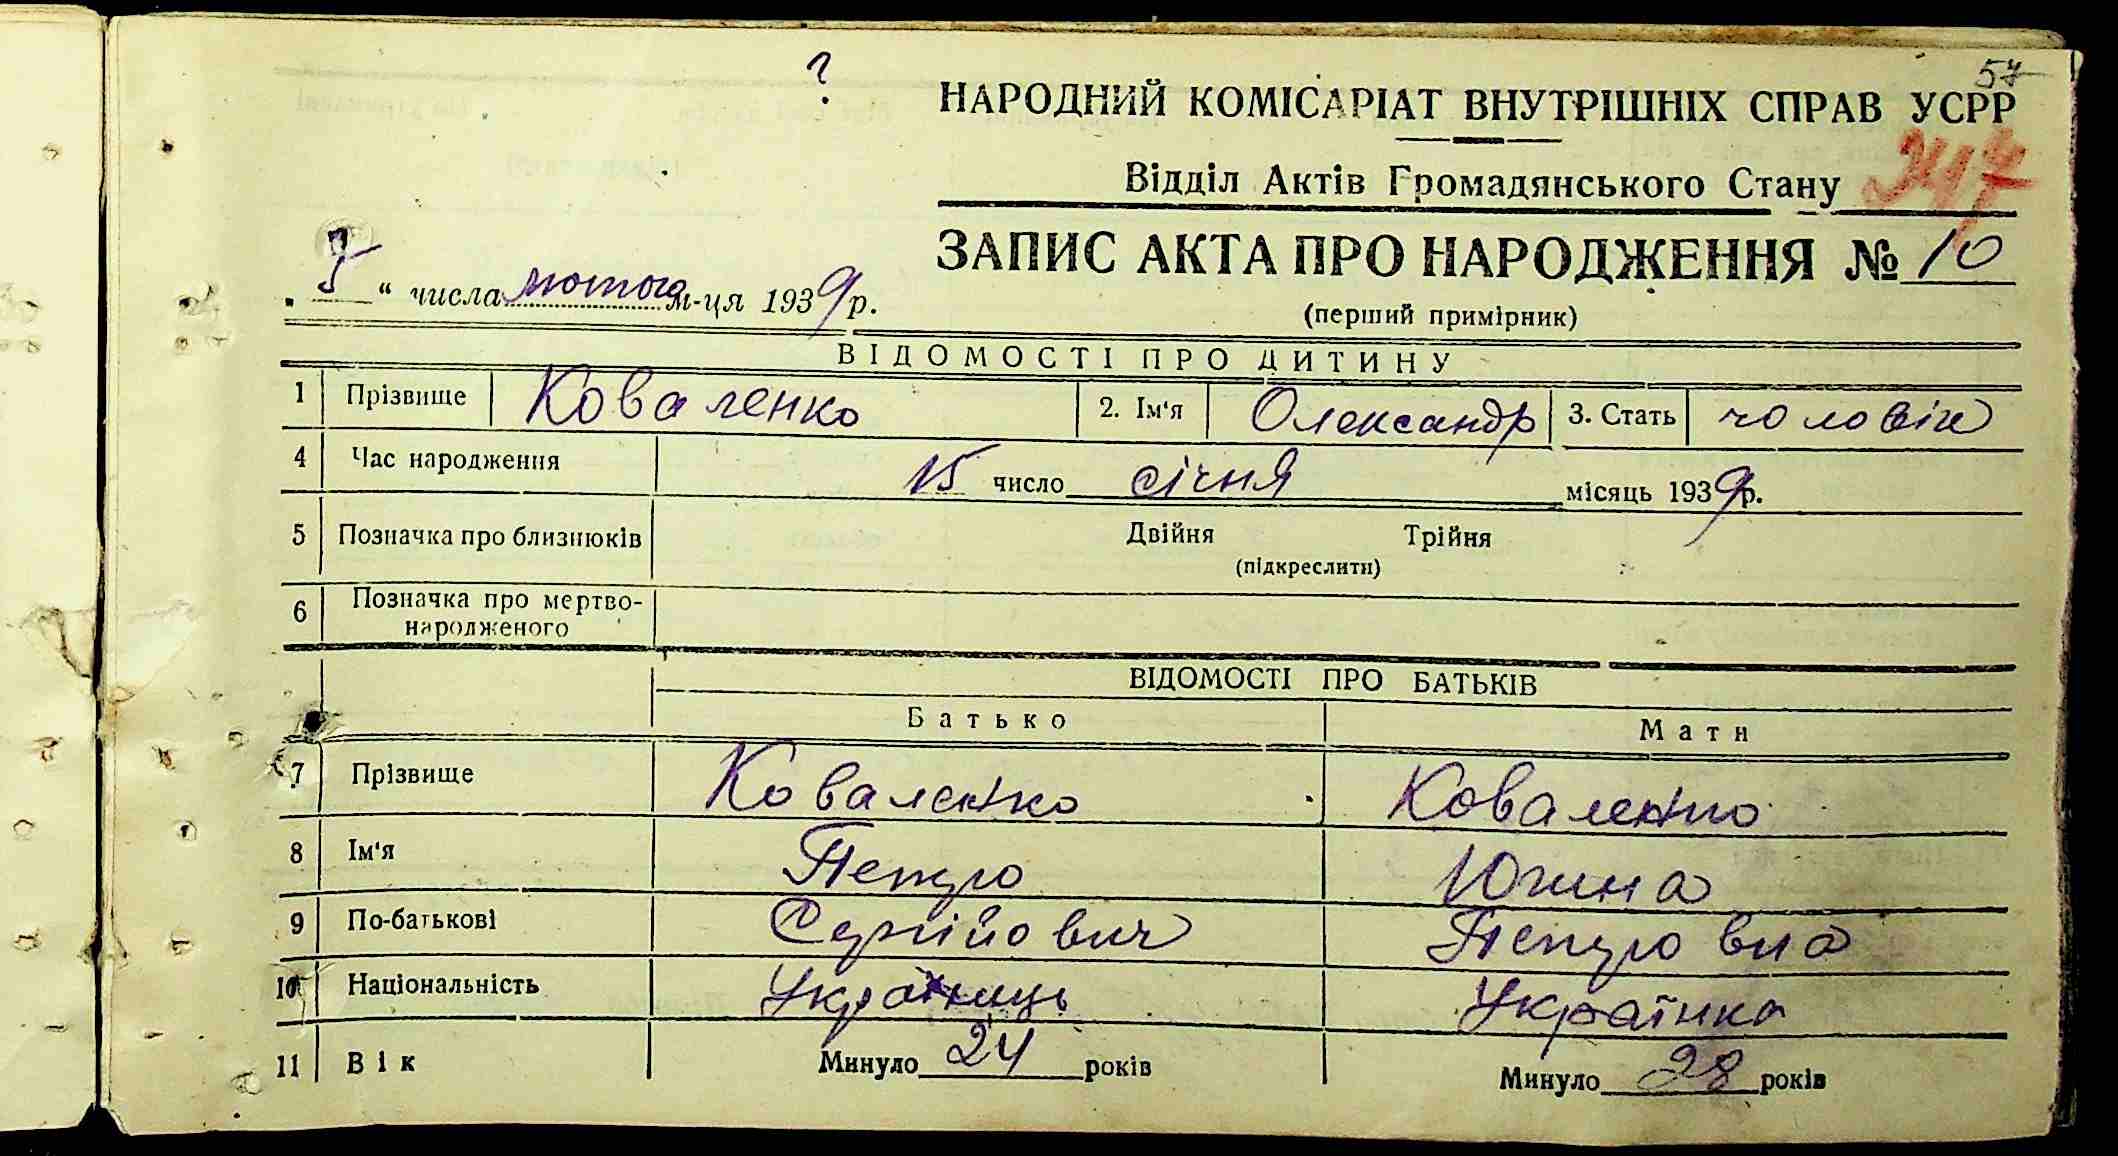 ?
57
НАРОДНИЙ КОМІСАРІАТ ВНУТРІШНІХ СПРАВ УСРР
Відділ Актів Громадянського Стану
ЗАПИС АКТА ПРО НАРОДЖЕННЯ № 10
(перший примірник)
„ 5 “ числа лютого м-ця 1939 р.
ВІДОМОСТІ ПРО ДИТИНУ
1 Прізвище Коваленко 2. Ім'я Олександр 3. Стать чоловік
4 Час народження 15 число січня місяць 1939 р.
5 Позначка про близнюків Двійня Трійня
(підкреслити)
6 Позначка про мертво-
народженого
ВІДОМОСТІ ПРО БАТЬКІВ
Батько Мати
7 Прізвище Коваленко Коваленко
8 Ім'я Петро
9 По-батькові Сергійович Петровна
10 Національність Українець Українка
11 Вік Минуло 24 років Минуло 28 років